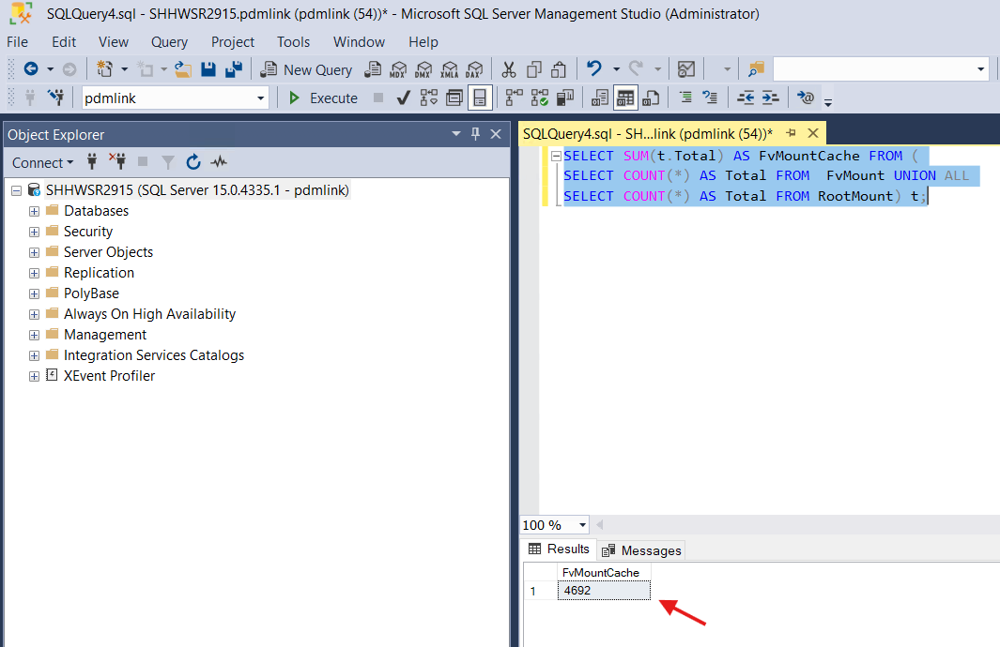 SQLQuery4.sql - SHHWSR2915.pdmlink (pdmlink (54))* - Microsoft SQL Server Management Studio (Administrator)
File Edit View Query Project Tools Window Help
New Query MDX DMX XMLA DAX
pdmlink Execute
Object Explorer
Connect
SHHWSR2915 (SQL Server 15.0.4335.1 - pdmlink)
Databases
Security
Server Objects
Replication
PolyBase
Always On High Availability
Management
Integration Services Catalogs
XEvent Profiler
SQLQuery4.sql - SH...link (pdmlink (54))*
SELECT SUM(t.Total) AS FvMountCache FROM (
SELECT COUNT(*) AS Total FROM  FvMount UNION ALL
SELECT COUNT(*) AS Total FROM RootMount) t;
100 %
Results Messages
FvMountCache
1 4692